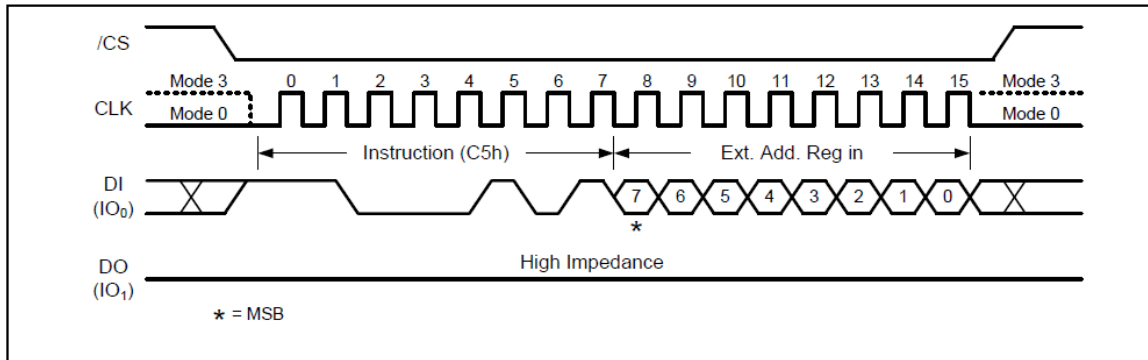 /CS
Mode 3 0 1 2 3 4 5 6 7 8 9 10 11 12 13 14 15 Mode 3
CLK Mode 0 Mode 0
Instruction (C5h) Ext. Add. Reg in
DI
(IO₀) 7 6 5 4 3 2 1 0
*
DO High Impedance
(IO₁)
* = MSB